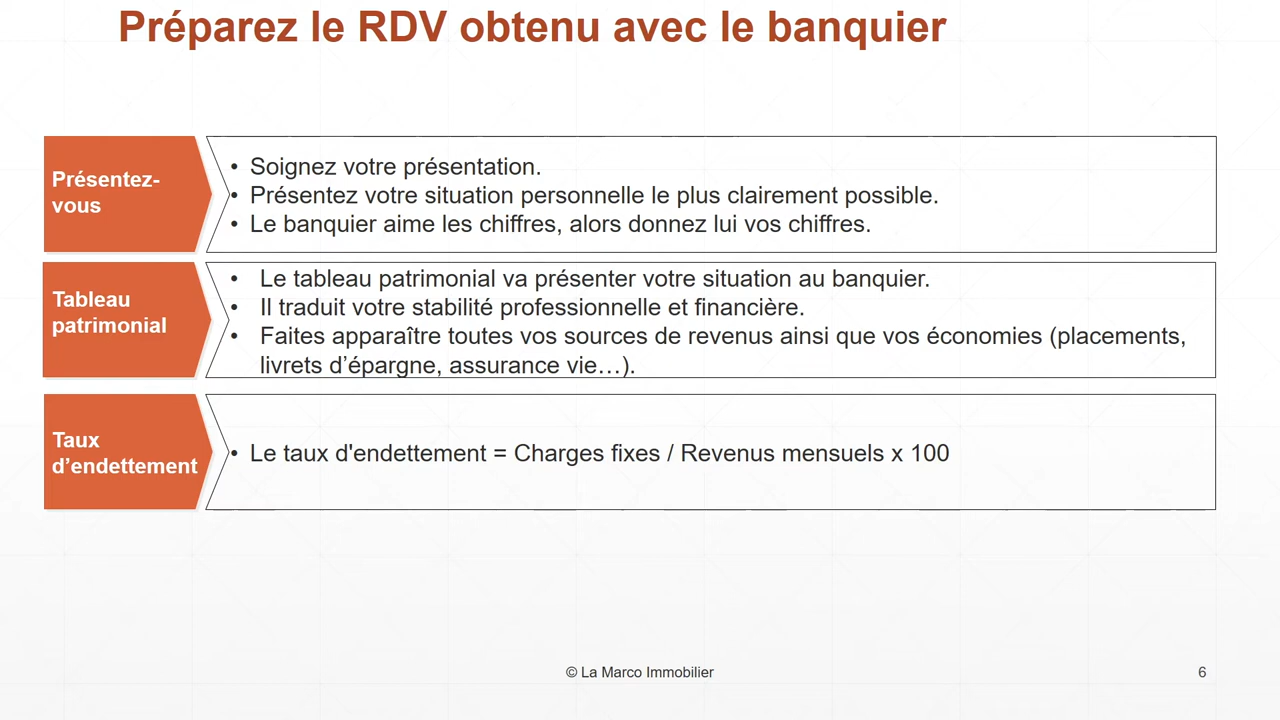 Préparez le RDV obtenu avec le banquier
Présentez-
vous
• Soignez votre présentation.
• Présentez votre situation personnelle le plus clairement possible.
• Le banquier aime les chiffres, alors donnez lui vos chiffres.
Tableau
patrimonial
• Le tableau patrimonial va présenter votre situation au banquier.
• Il traduit votre stabilité professionnelle et financière.
• Faites apparaître toutes vos sources de revenus ainsi que vos économies (placements,
livrets d’épargne, assurance vie…).
Taux
d’endettement
• Le taux d'endettement = Charges fixes / Revenus mensuels x 100
© La Marco Immobilier
6